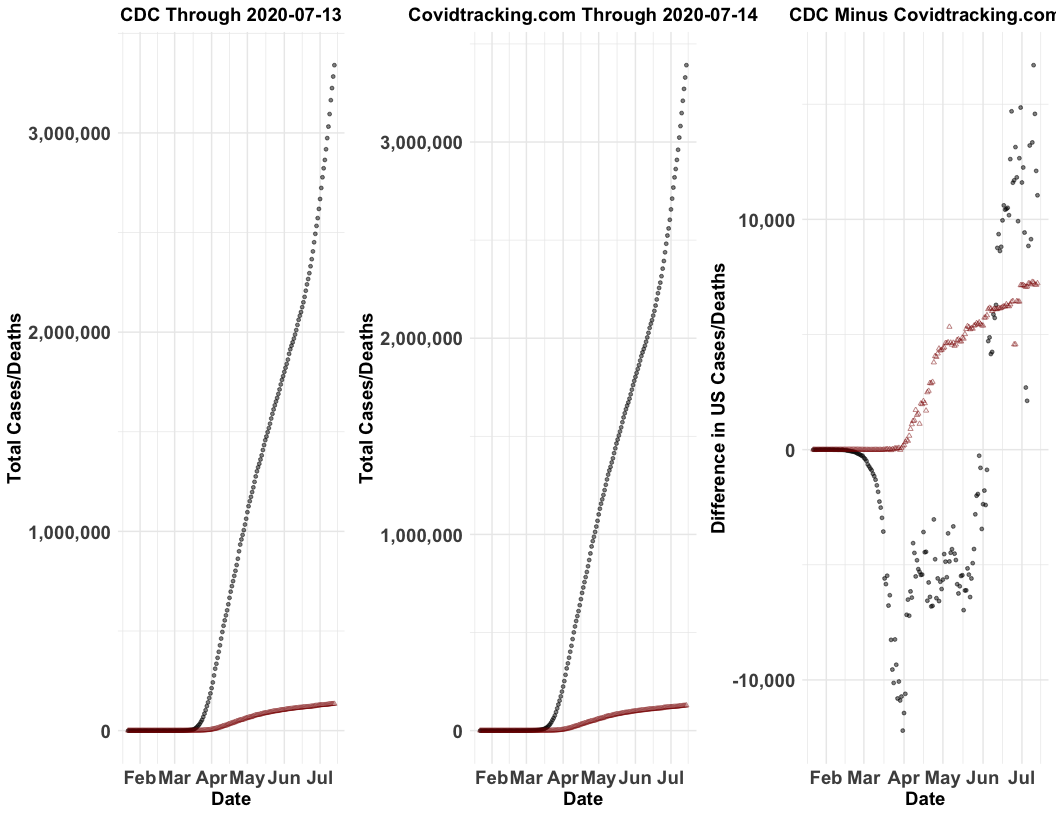 CDC Through 2020-07-13
Total Cases/Deaths
3,000,000
2,000,000
1,000,000
0
Feb Mar Apr May Jun Jul
Date
Covidtracking.com Through 2020-07-14
Total Cases/Deaths
3,000,000
2,000,000
1,000,000
0
Feb Mar Apr May Jun Jul
Date
CDC Minus Covidtracking.com
Difference in US Cases/Deaths
10,000
0
-10,000
Feb Mar Apr May Jun Jul
Date